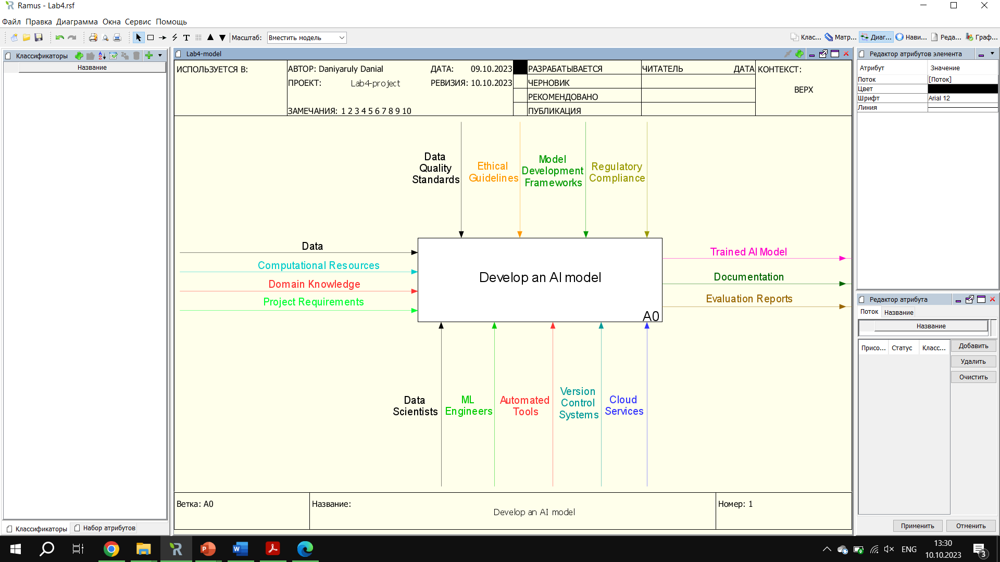 Ramus - Lab4.rsf
Файл Правка Диаграмма Окна Сервис Помощь
Масштаб: Вместить модель
Клас... Матр... Диаг... Нави... Реда... Граф...
Классификаторы
Название
Lab4-model
ИСПОЛЬЗУЕТСЯ В:
АВТОР: Daniyaruly Danial
ДАТА: 09.10.2023
ПРОЕКТ: Lab4-project
РЕВИЗИЯ: 10.10.2023
ЗАМЕЧАНИЯ: 1 2 3 4 5 6 7 8 9 10
РАЗРАБАТЫВАЕТСЯ
ЧЕРНОВИК
РЕКОМЕНДОВАНО
ПУБЛИКАЦИЯ
ЧИТАТЕЛЬ
ДАТА
КОНТЕКСТ:
ВЕРХ
Data
Quality
Standards
Ethical
Guidelines
Model
Development
Frameworks
Regulatory
Compliance
Data
Computational Resources
Domain Knowledge
Project Requirements
Develop an AI model
A0
Trained AI Model
Documentation
Evaluation Reports
Data
Scientists
ML
Engineers
Automated
Tools
Version
Control
Systems
Cloud
Services
Ветка: A0
Название:
Develop an AI model
Номер: 1
Классификаторы
Набор атрибутов
Редактор атрибутов элемента
Атрибут Значение
Поток [Поток]
Цвет
Шрифт Arial 12
Линия
Редактор атрибута
Поток Название
Название
Присо... Статус Класс...
Добавить
Удалить
Очистить
Применить Отменить
ENG
13:30
10.10.2023
3